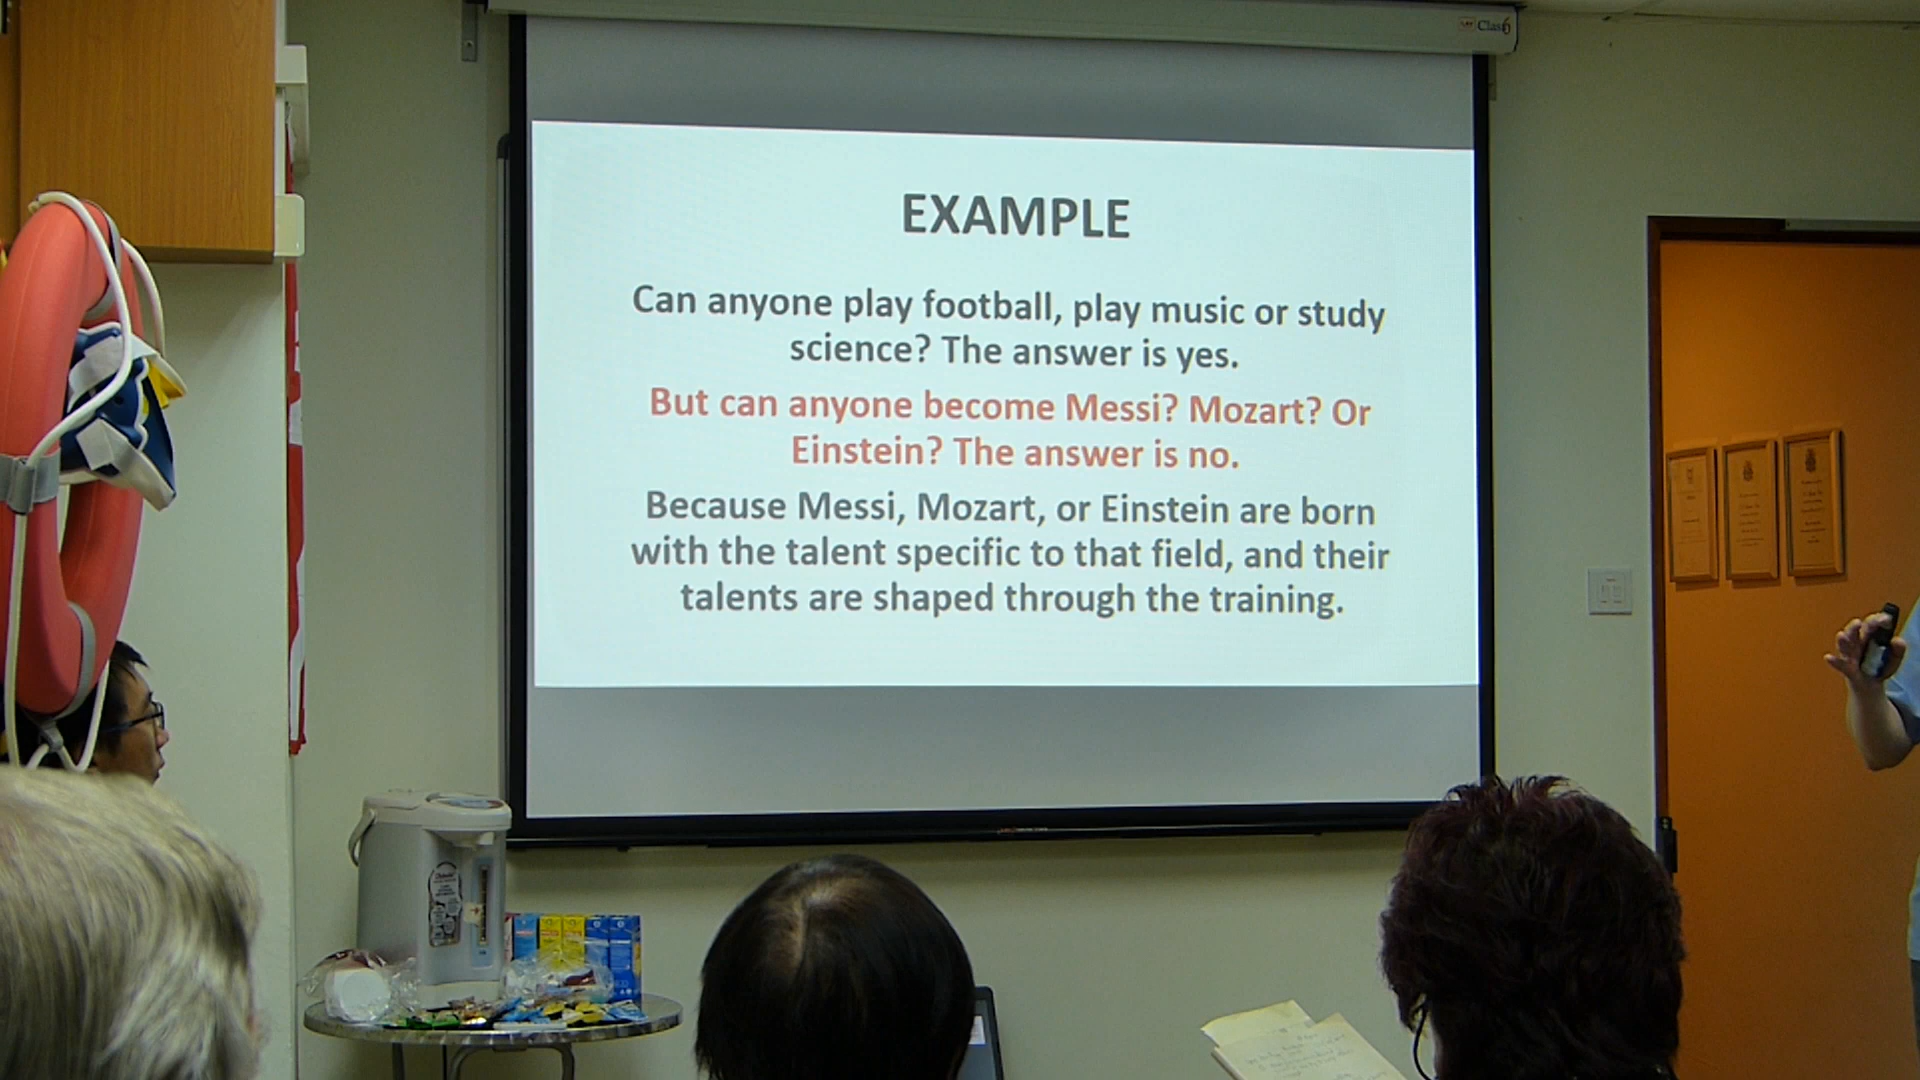 EXAMPLE
Can anyone play football, play music or study
science? The answer is yes.
But can anyone become Messi? Mozart? Or
Einstein? The answer is no.
Because Messi, Mozart, or Einstein are born
with the talent specific to that field, and their
talents are shaped through the training.